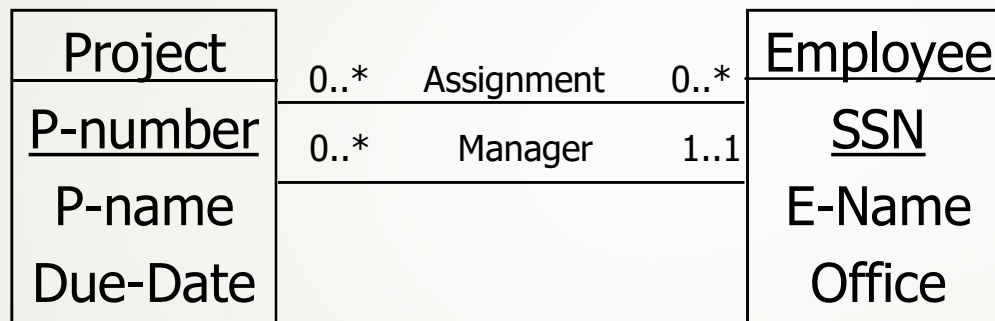 Project
P-number
P-name
Due-Date
0..* Assignment 0..*
0..* Manager 1..1
Employee
SSN
E-Name
Office